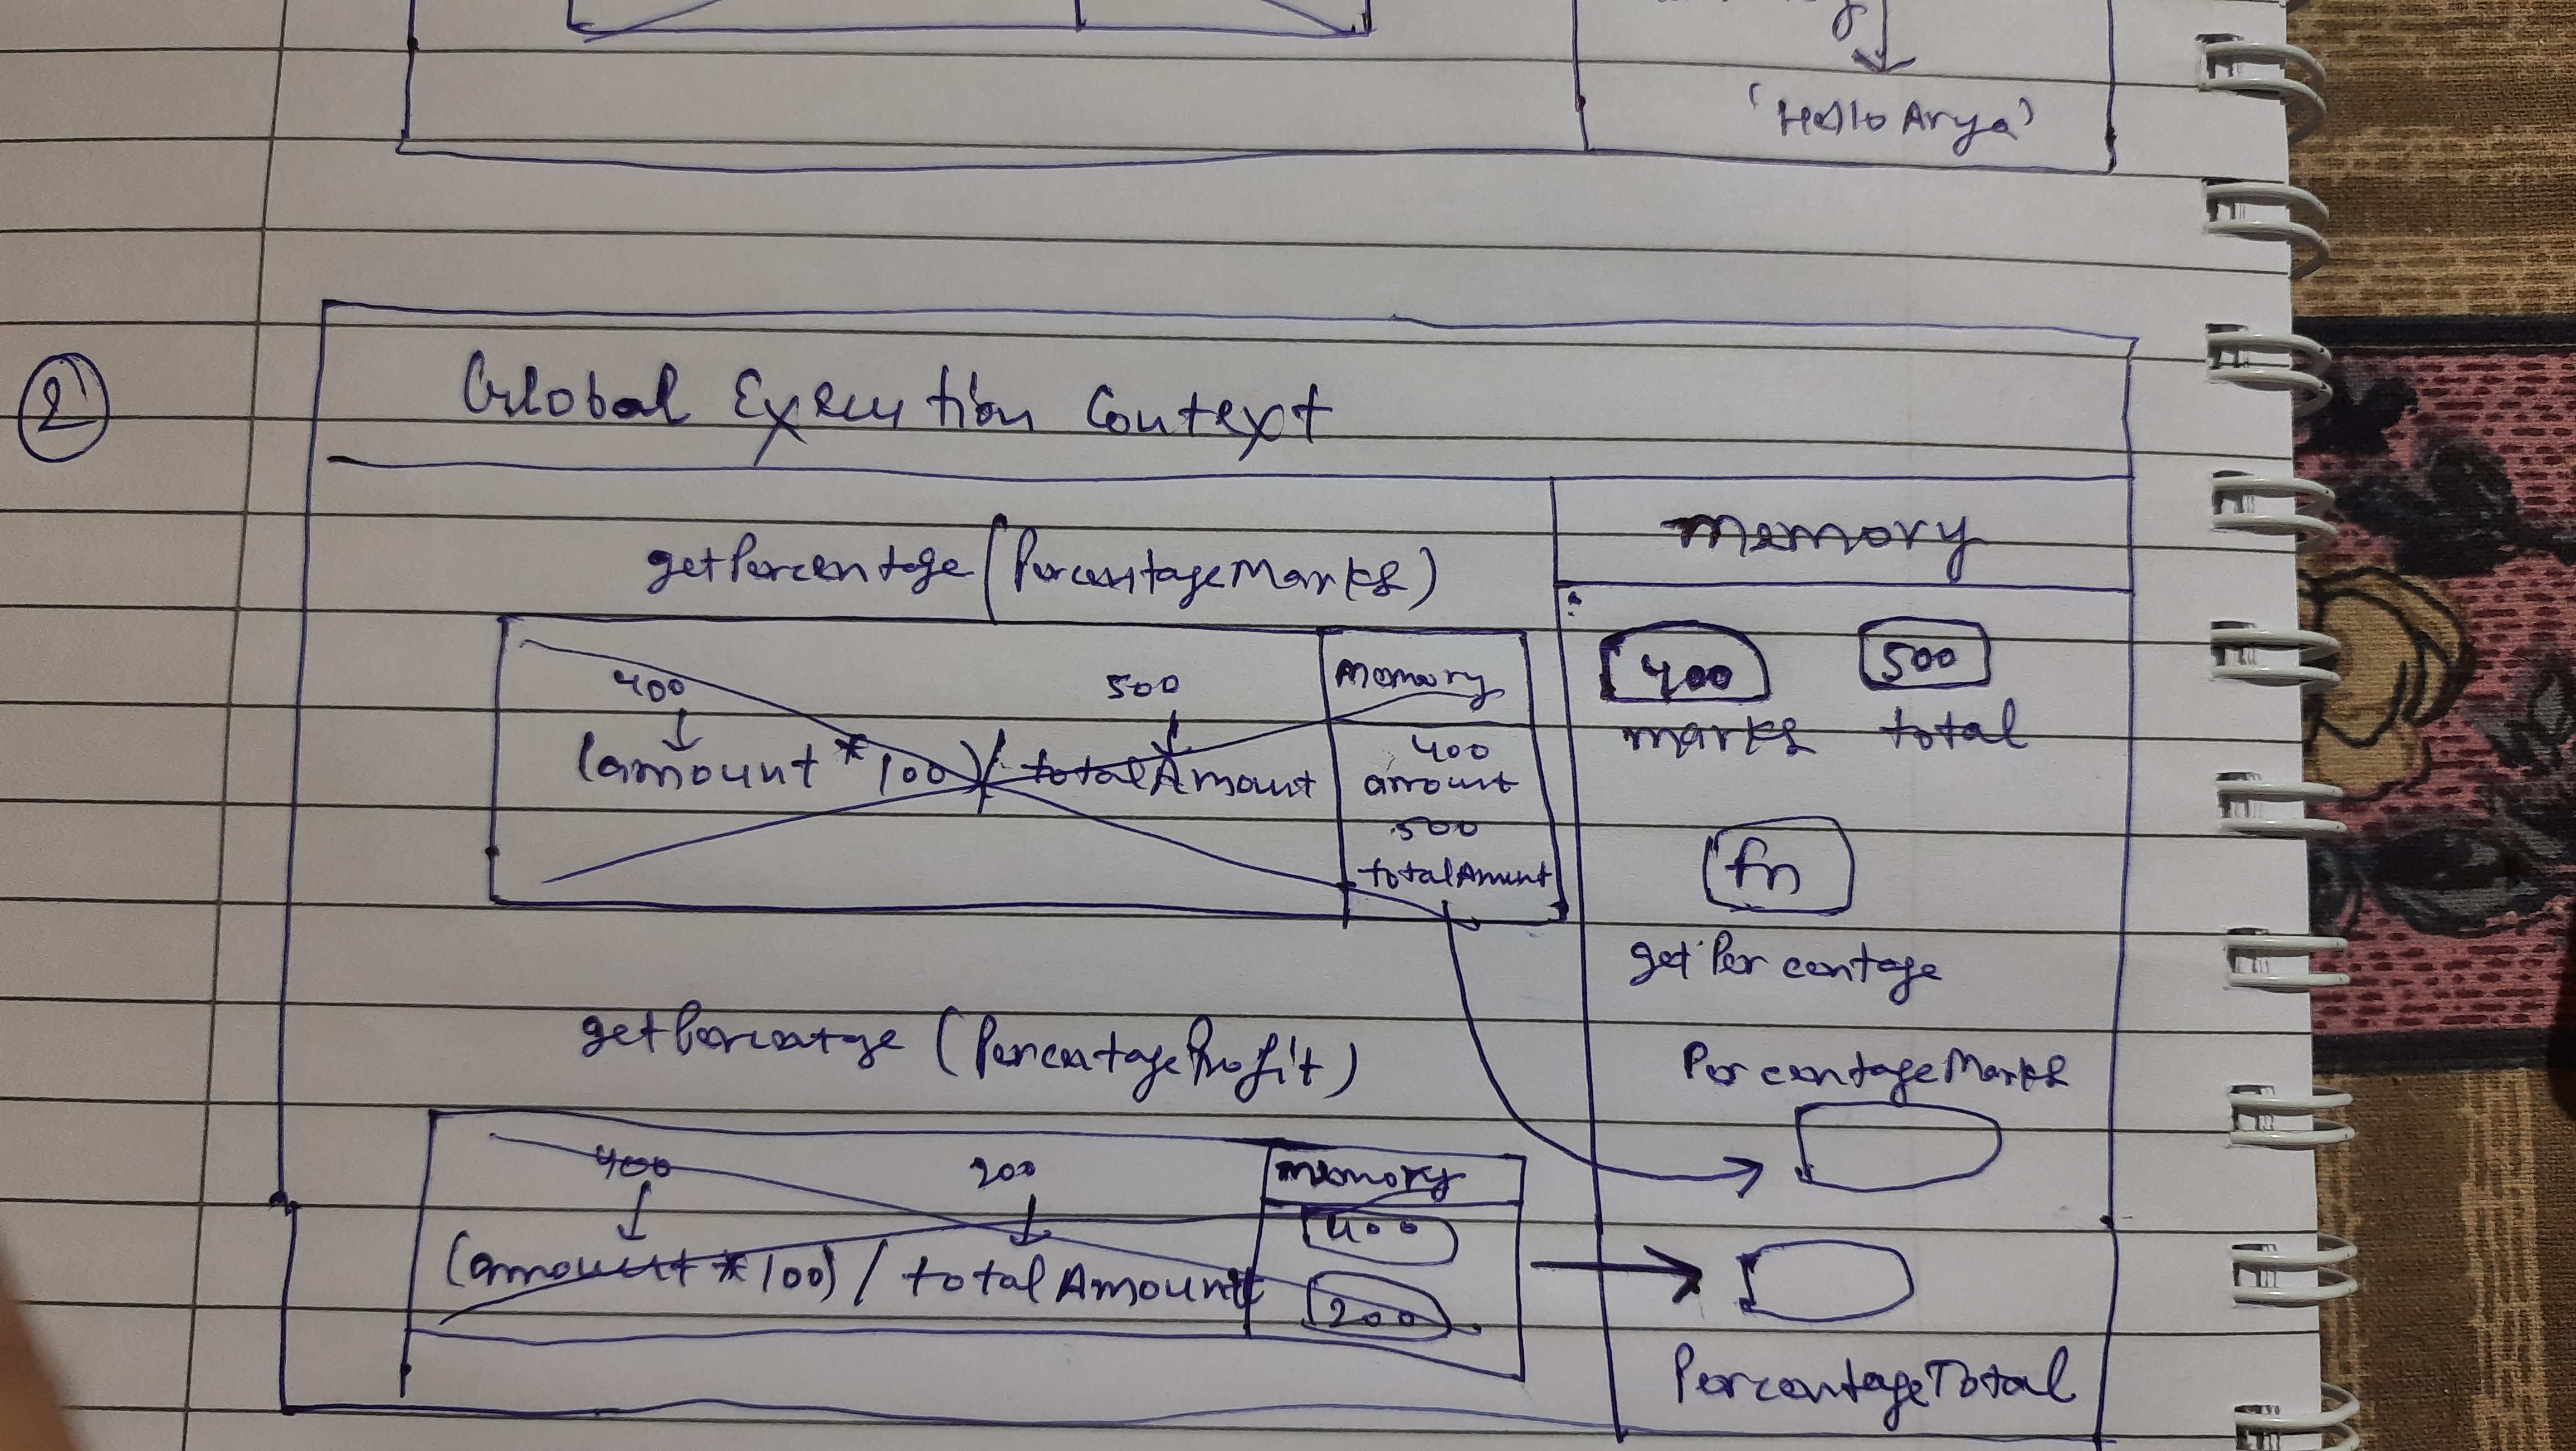 'Hello Arya'
2
Global Execution Context
memory
getPercentage (PercentageMarks)
400 500
400 500
marks total
memory
(amount * 100) / totalAmount
400
amount
500
totalAmunt
fn
getPercentage
getPercentage (PercentageProfit)
PercentageMarks
400 200
memory
(amount * 100) / totalAmount
400
200
PercentageTotal